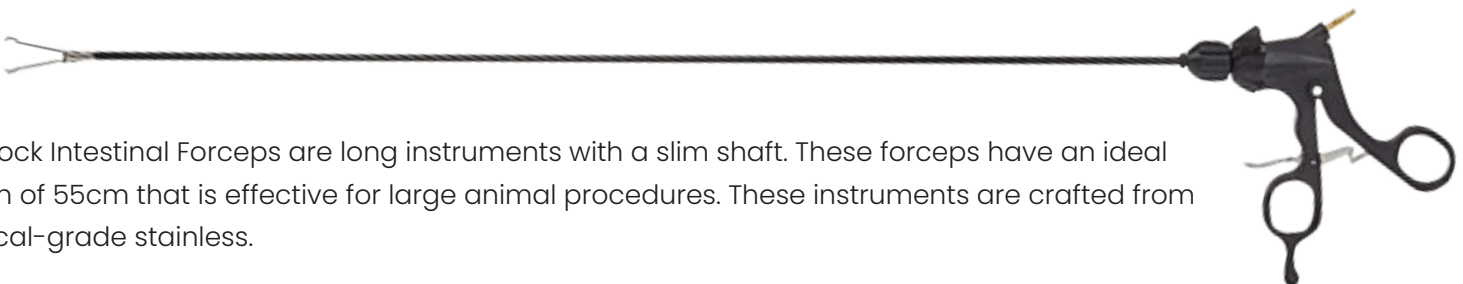 ock Intestinal Forceps are long instruments with a slim shaft. These forceps have an ideal
of 55cm that is effective for large animal procedures. These instruments are crafted from
cal-grade stainless.